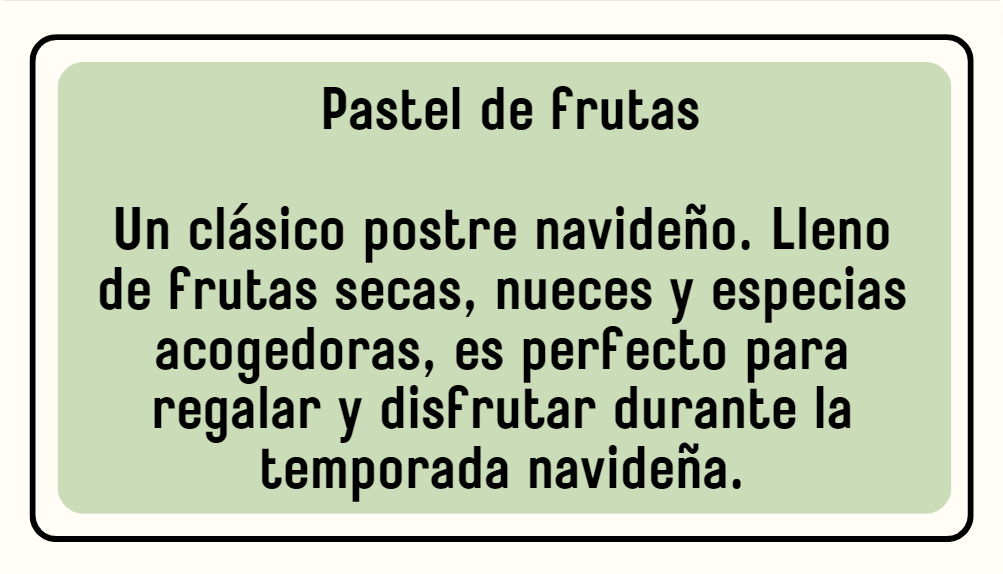 Pastel de frutas
Un clásico postre navideño. Lleno
de frutas secas, nueces y especias
acogedoras, es perfecto para
regalar y disfrutar durante la
temporada navideña.